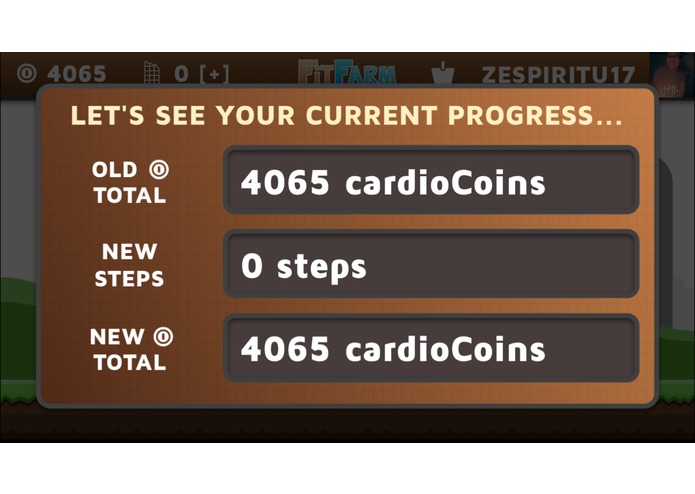 4065 0 [+] FITFARM ZESPIRITU17
LET'S SEE YOUR CURRENT PROGRESS...
OLD
TOTAL
4065 cardioCoins
NEW
STEPS
0 steps
NEW
TOTAL
4065 cardioCoins